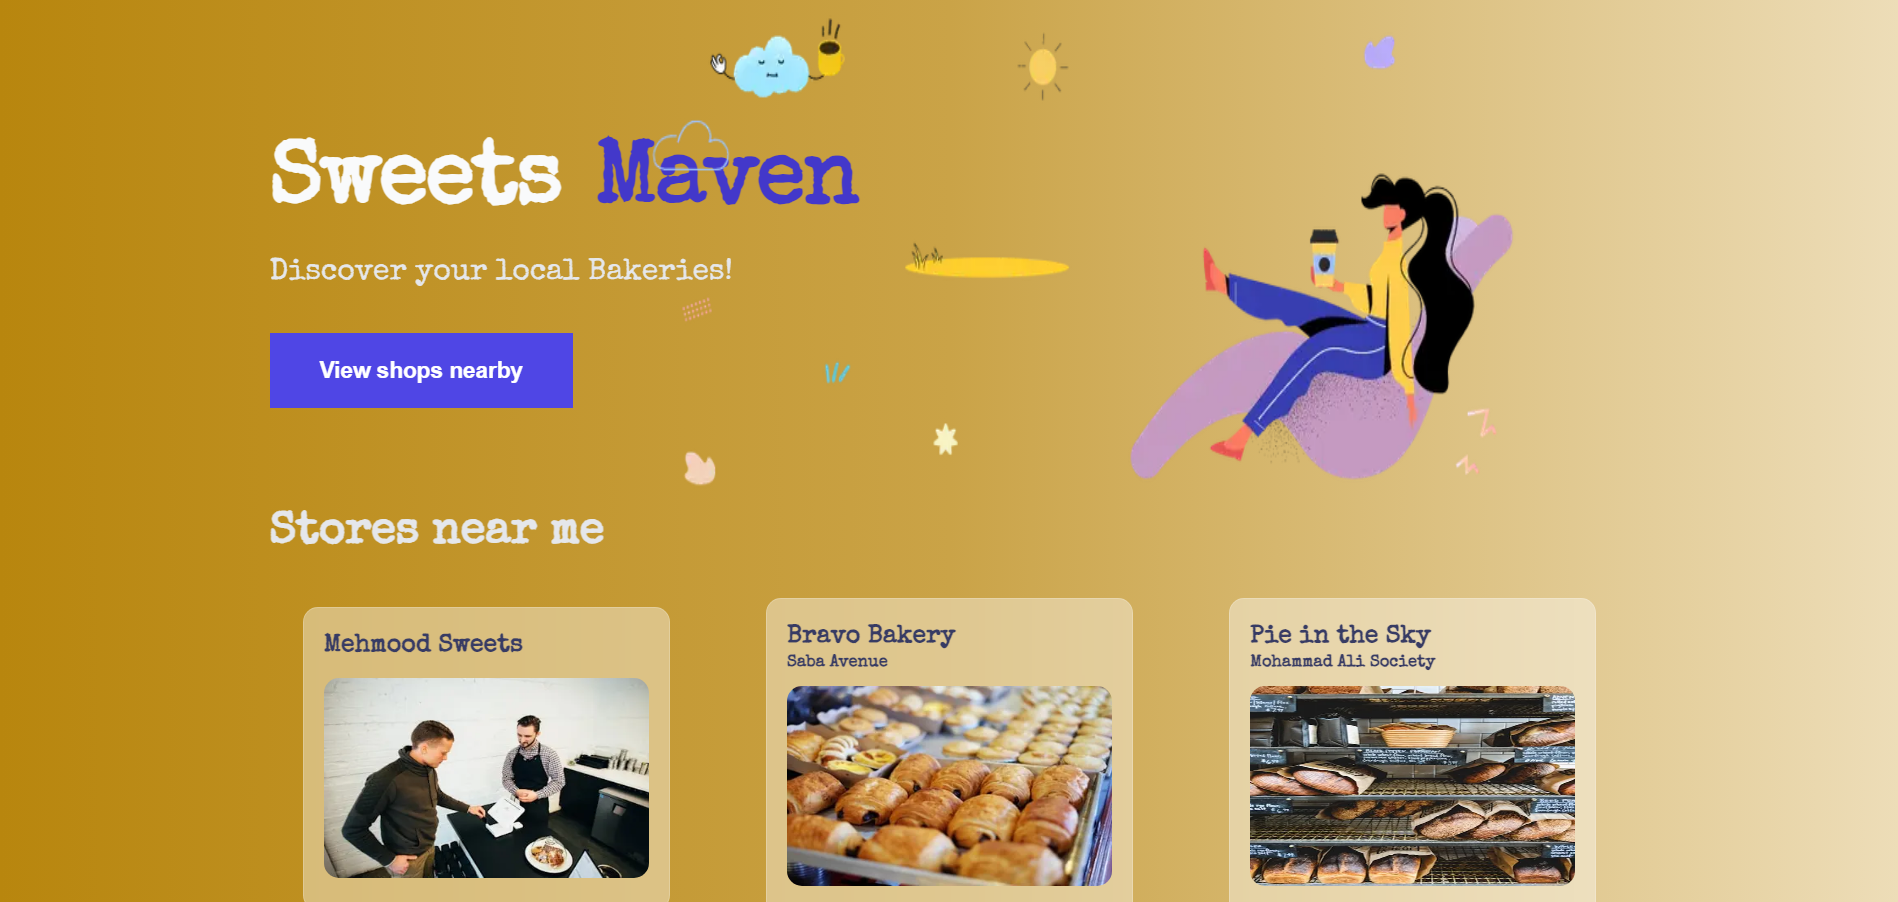 Sweets Maven
Discover your local Bakeries!
View shops nearby
Stores near me
Mehmood Sweets
Bravo Bakery
Saba Avenue
Pie in the Sky
Mohammad Ali Society